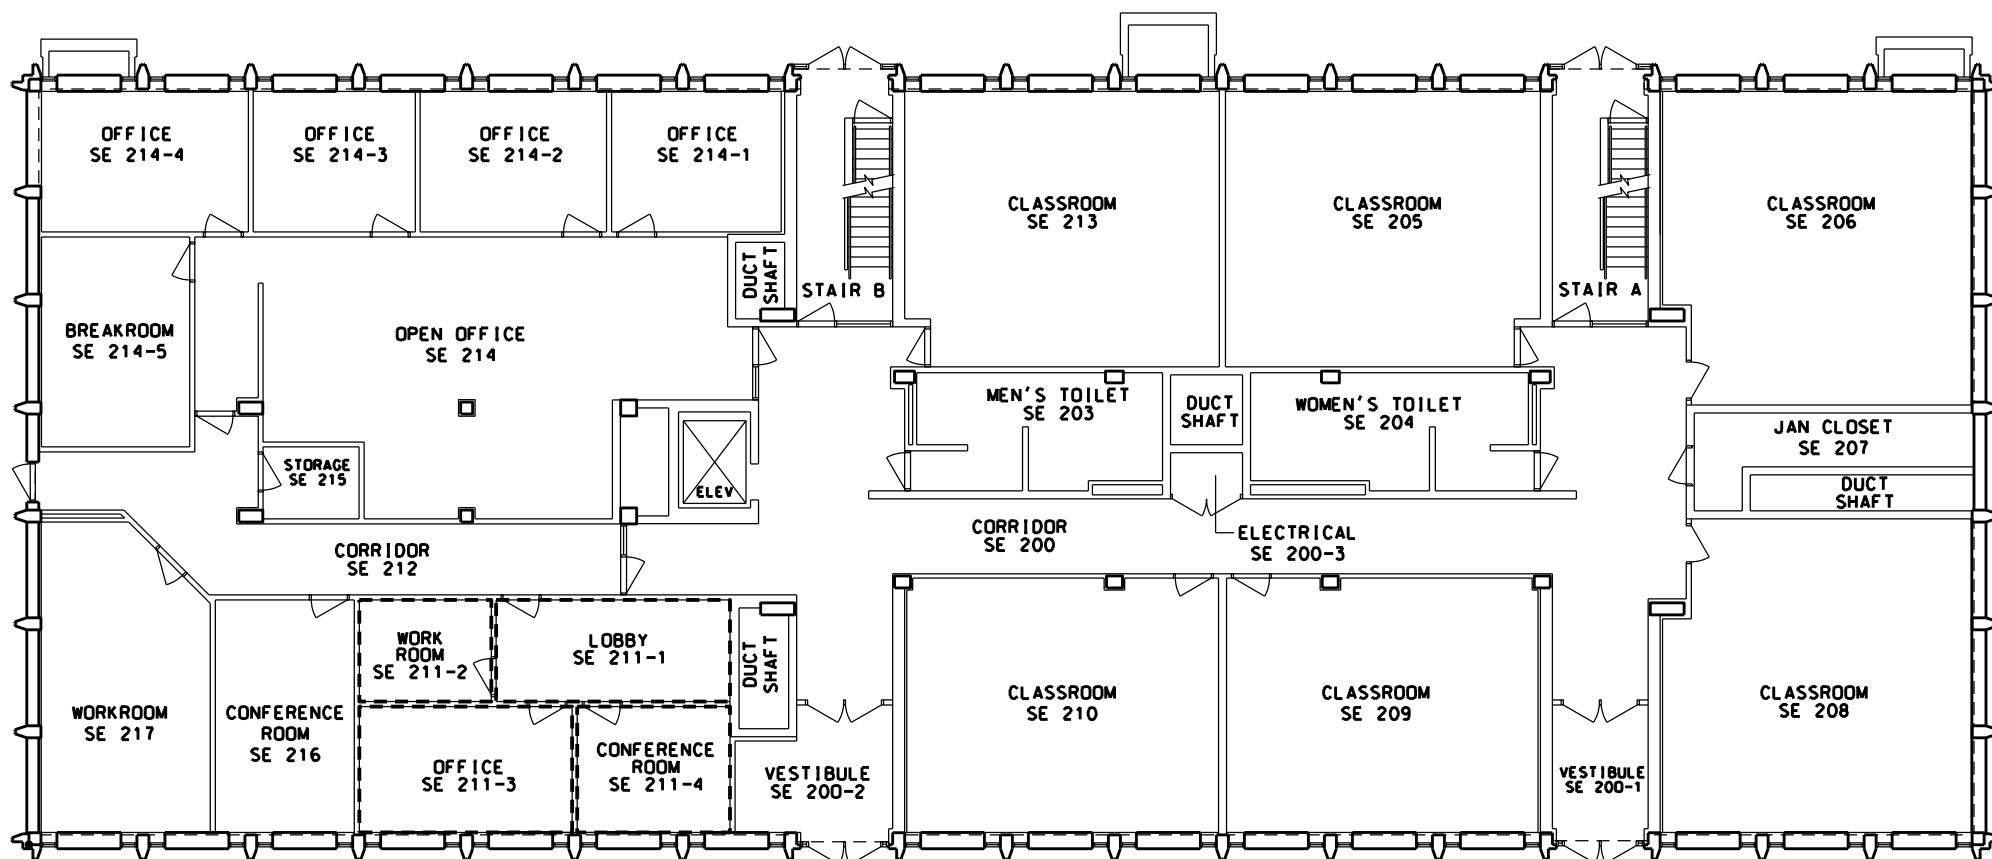 OFFICE
SE 214-4
OFFICE
SE 214-3
OFFICE
SE 214-2
OFFICE
SE 214-1
CLASSROOM
SE 213
CLASSROOM
SE 205
CLASSROOM
SE 206
DUCT
SHAFT
STAIR B
STAIR A
BREAKROOM
SE 214-5
OPEN OFFICE
SE 214
MEN'S TOILET
SE 203
DUCT
SHAFT
WOMEN'S TOILET
SE 204
JAN CLOSET
SE 207
STORAGE
SE 215
ELEV
DUCT
SHAFT
CORRIDOR
SE 212
CORRIDOR
SE 200
ELECTRICAL
SE 200-3
WORK
ROOM
SE 211-2
LOBBY
SE 211-1
DUCT
SHAFT
WORKROOM
SE 217
CONFERENCE
ROOM
SE 216
CLASSROOM
SE 210
CLASSROOM
SE 209
CLASSROOM
SE 208
OFFICE
SE 211-3
CONFERENCE
ROOM
SE 211-4
VESTIBULE
SE 200-2
VESTIBULE
SE 200-1